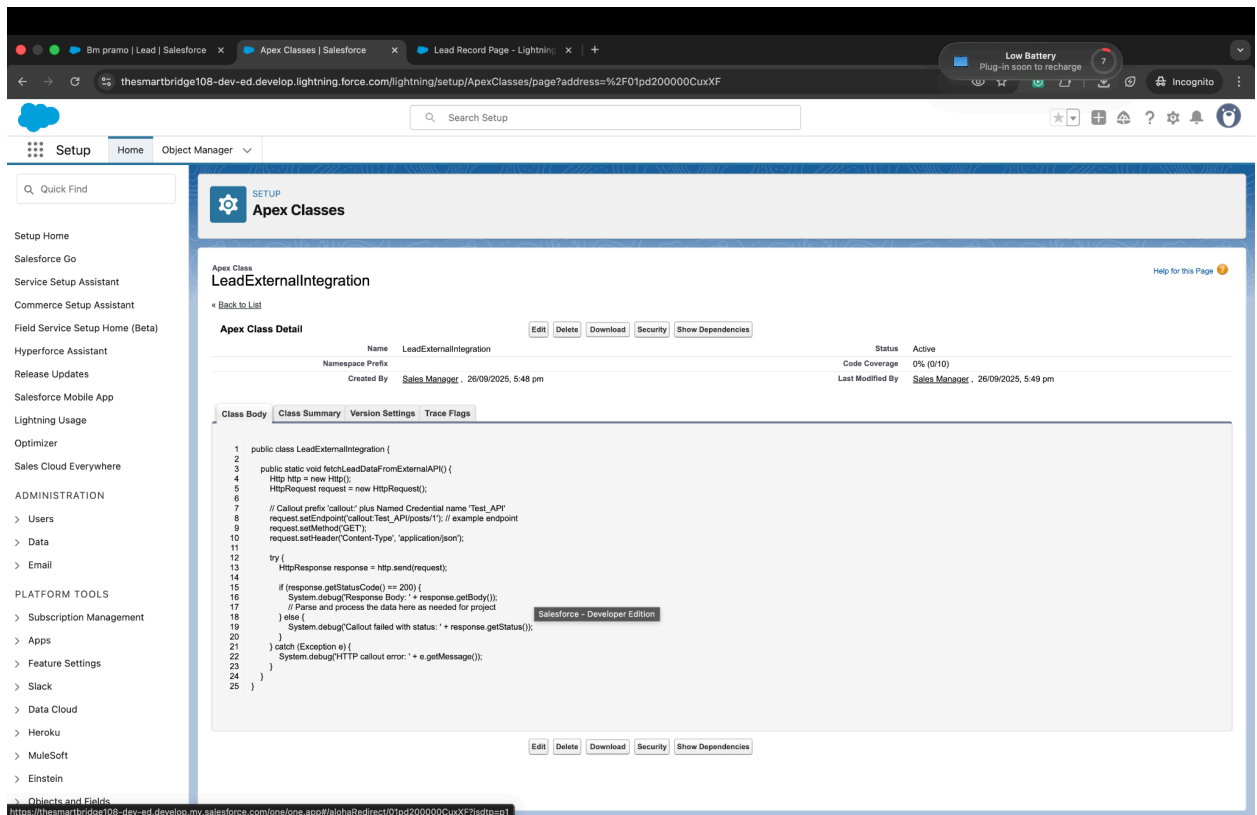 Bm pramo | Lead | Salesforce
Apex Classes | Salesforce
Lead Record Page - Lightning
Low Battery
Plug-in soon to recharge
7
thesmartbridge108-dev-ed.develop.lightning.force.com/lightning/setup/ApexClasses/page?address=%2F01pd200000CuxXF
Incognito
Search Setup
Setup
Home
Object Manager
Quick Find
Setup Home
Salesforce Go
Service Setup Assistant
Commerce Setup Assistant
Field Service Setup Home (Beta)
Hyperforce Assistant
Release Updates
Salesforce Mobile App
Lightning Usage
Optimizer
Sales Cloud Everywhere
ADMINISTRATION
Users
Data
Email
PLATFORM TOOLS
Subscription Management
Apps
Feature Settings
Slack
Data Cloud
Heroku
MuleSoft
Einstein
Objects and Fields
SETUP
Apex Classes
Apex Class
LeadExternalIntegration
Help for this Page
« Back to List
Apex Class Detail
Edit Delete Download Security Show Dependencies
Name LeadExternalIntegration Status Active
Namespace Prefix Code Coverage 0% (0/10)
Created By Sales Manager , 26/09/2025, 5:48 pm Last Modified By Sales Manager , 26/09/2025, 5:49 pm
Class Body Class Summary Version Settings Trace Flags
1 public class LeadExternalIntegration {
2
3 public static void fetchLeadDataFromExternalAPI() {
4 Http http = new Http();
5 HttpRequest request = new HttpRequest();
6
7 // Callout prefix 'callout:' plus Named Credential name 'Test_API'
8 request.setEndpoint('callout:Test_API/posts/1'); // example endpoint
9 request.setMethod('GET');
10 request.setHeader('Content-Type', 'application/json');
11
12 try {
13 HttpResponse response = http.send(request);
14
15 if (response.getStatusCode() == 200) {
16 System.debug('Response Body: ' + response.getBody());
17 // Parse and process the data here as needed for project
18 } else {
19 System.debug('Callout failed with status: ' + response.getStatus());
20 }
21 } catch (Exception e) {
22 System.debug('HTTP callout error: ' + e.getMessage());
23 }
24 }
25 }
Salesforce - Developer Edition
Edit Delete Download Security Show Dependencies
https://thesmartbridge108-dev-ed.develop.my.salesforce.com/one/one.app#/alohaRedirect/01pd200000CuxXF?isdtp=p1